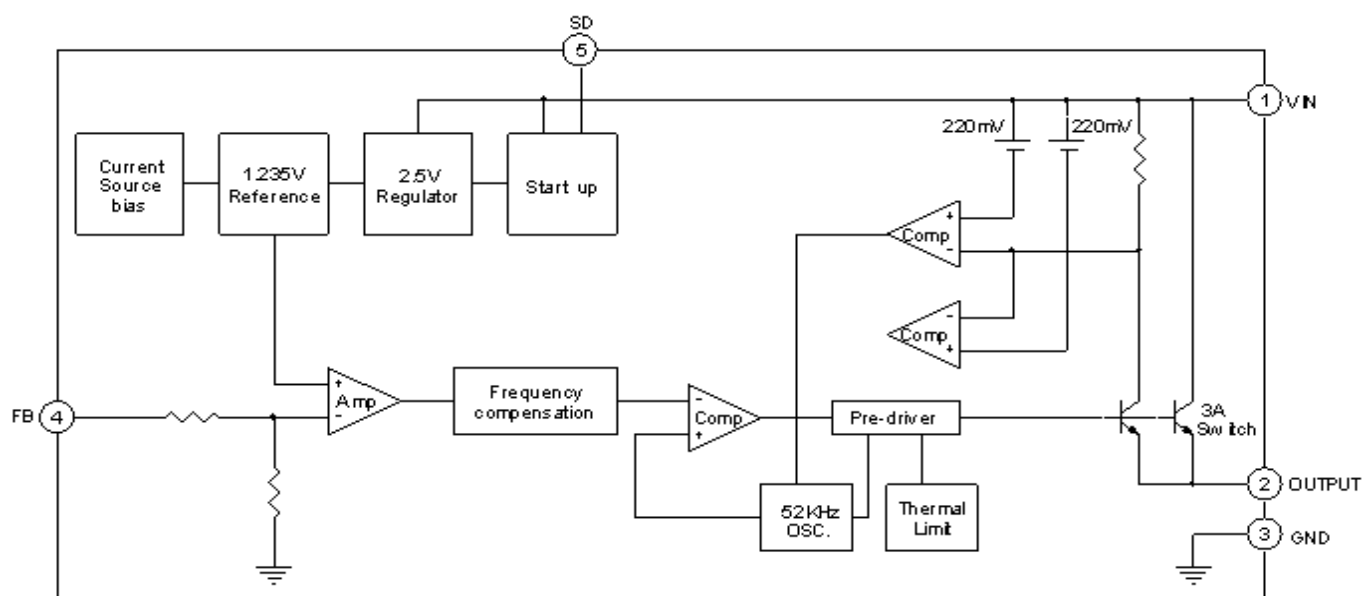 SD
5
1
VIN
220mV
220mV
Current
Source
bias
1.235V
Reference
2.5V
Regulator
Start up
+
Comp
-
-
Comp
+
FB
4
+
Amp
-
Frequency
compensation
-
Comp
+
Pre-driver
3A
Switch
52KHz
OSC.
Thermal
Limit
2
OUTPUT
3
GND